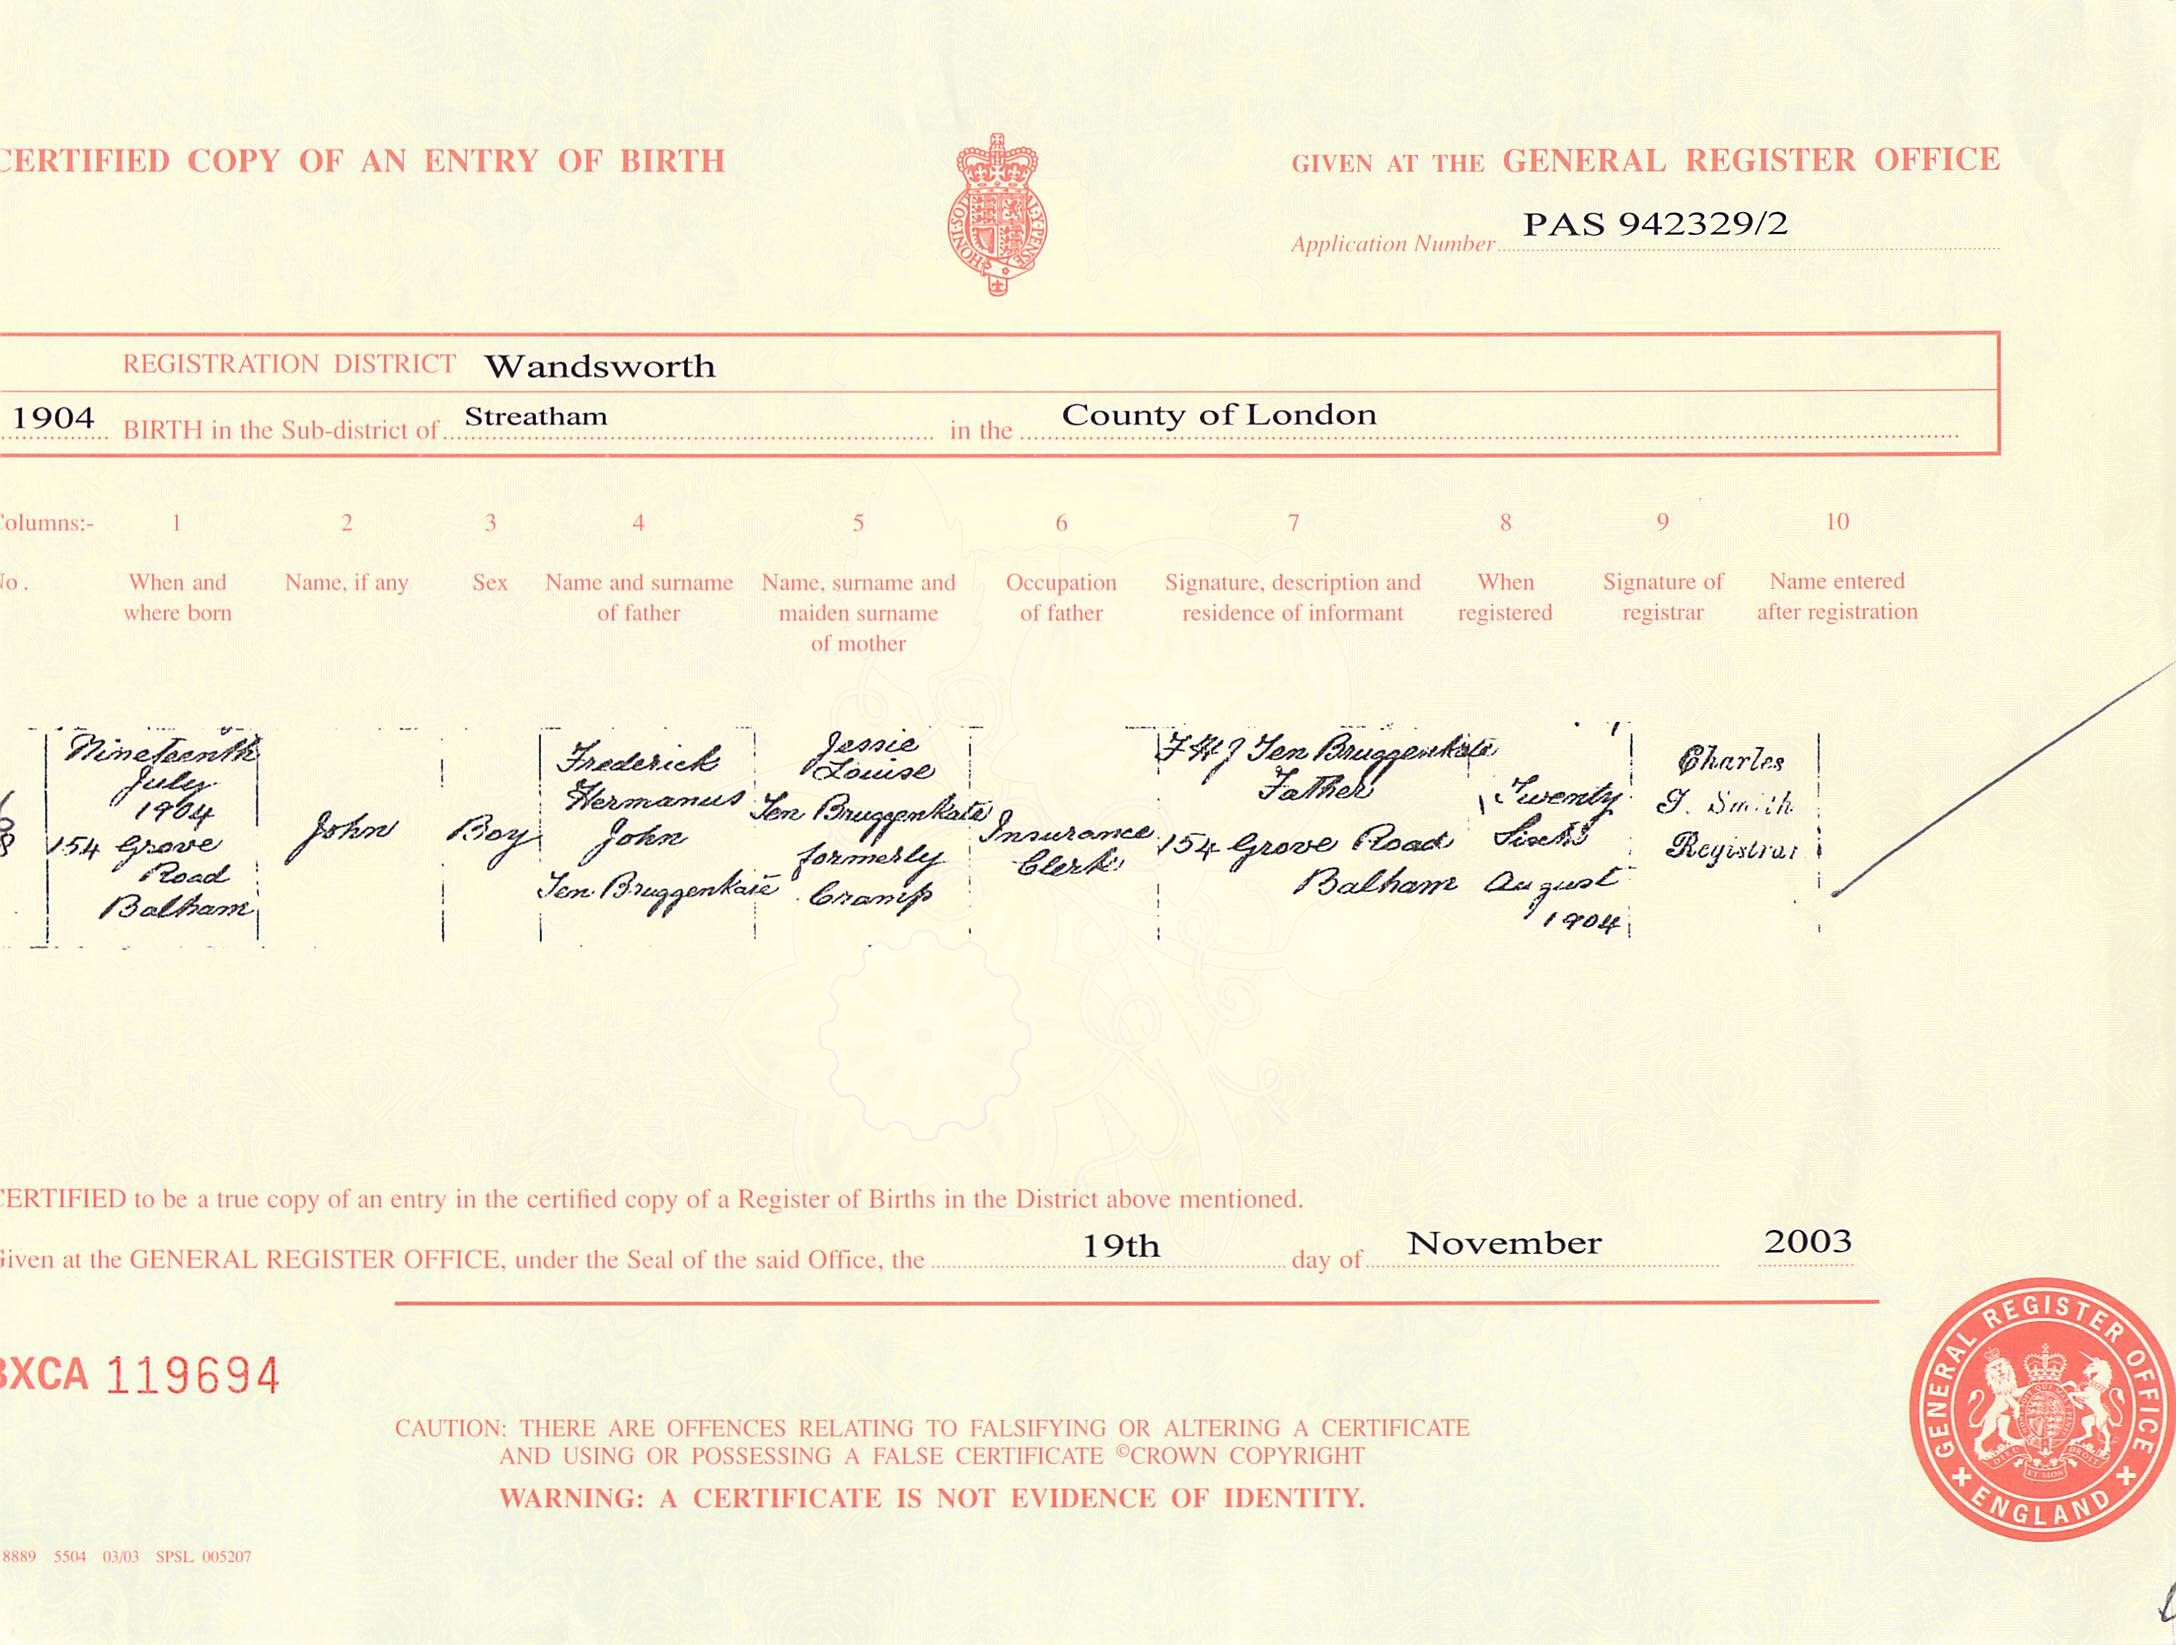 CERTIFIED COPY OF AN ENTRY OF BIRTH
GIVEN AT THE GENERAL REGISTER OFFICE
HONI·SOIT
MAL·Y·PENSE
Application Number PAS 942329/2
REGISTRATION DISTRICT Wandsworth
1904 BIRTH in the Sub-district of Streatham in the County of London
Columns:- 1 2 3 4 5 6 7 8 9 10
No.
When and
where born
Name, if any
Sex
Name and surname
of father
Name, surname and
maiden surname
of mother
Occupation
of father
Signature, description and
residence of informant
When
registered
Signature of
registrar
Name entered
after registration
Nineteenth
July
1904
154 Grove
Road
Balham
John
Boy
Frederick
Hermanus
John
Ten Bruggenkate
Jessie
Louise
Ten Bruggenkate
formerly
Cramp
Insurance
Clerk
F H J Ten Bruggenkate
Father
154 Grove Road
Balham
Twenty
Sixth
August
1904
Charles
J. Smith
Registrar
CERTIFIED to be a true copy of an entry in the certified copy of a Register of Births in the District above mentioned.
Given at the GENERAL REGISTER OFFICE, under the Seal of the said Office, the 19th day of November 2003
BXCA 119694
CAUTION: THERE ARE OFFENCES RELATING TO FALSIFYING OR ALTERING A CERTIFICATE
AND USING OR POSSESSING A FALSE CERTIFICATE ©CROWN COPYRIGHT
WARNING: A CERTIFICATE IS NOT EVIDENCE OF IDENTITY.
GENERAL REGISTER OFFICE
ENGLAND
8889 5504 03/03 SPSL 005207